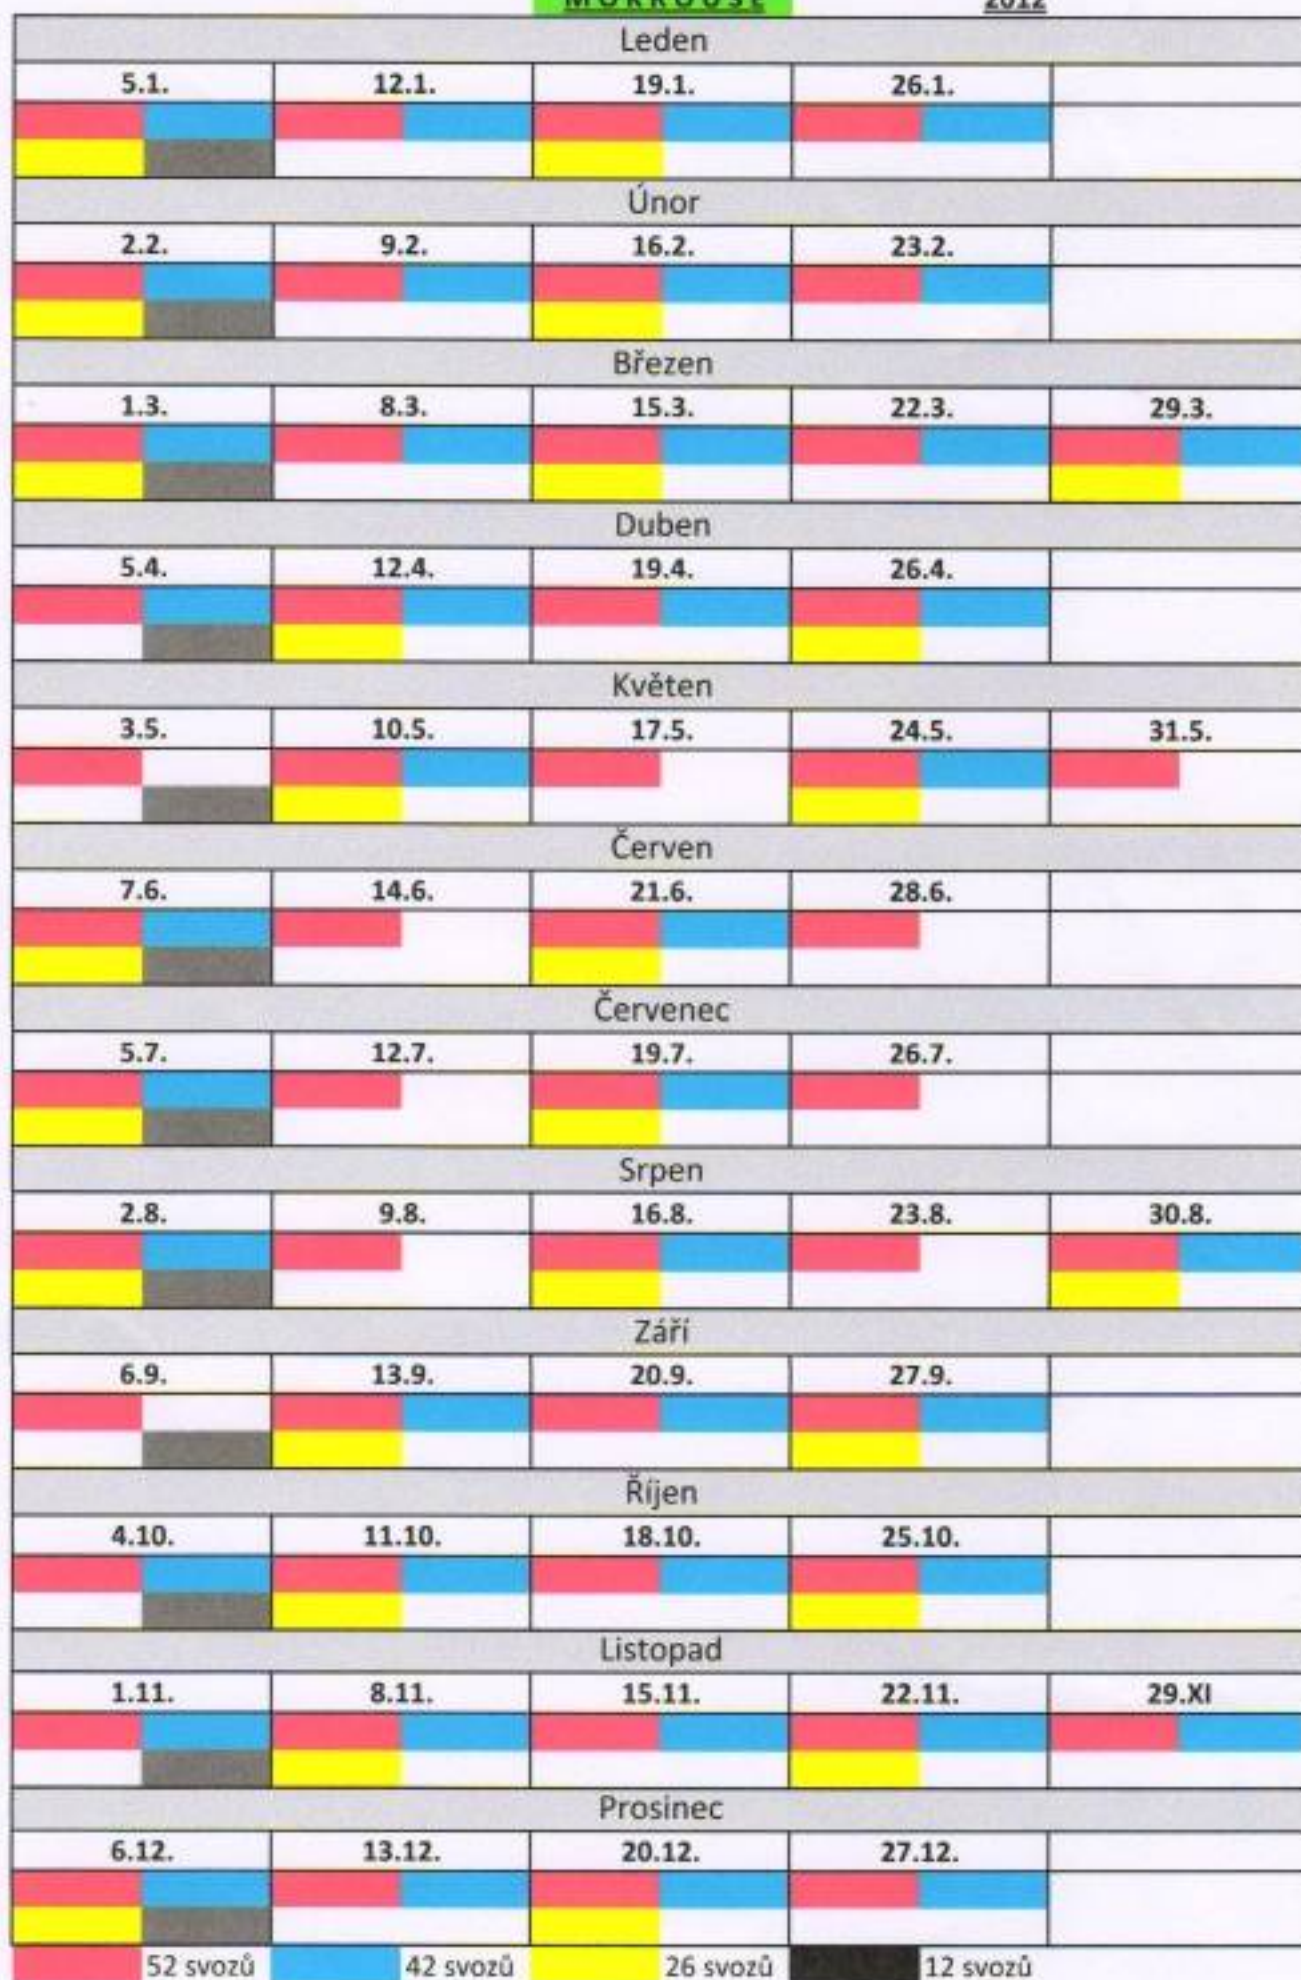 2012
Leden
5.1. 12.1. 19.1. 26.1.
Únor
2.2. 9.2. 16.2. 23.2.
Březen
1.3. 8.3. 15.3. 22.3. 29.3.
Duben
5.4. 12.4. 19.4. 26.4.
Květen
3.5. 10.5. 17.5. 24.5. 31.5.
Červen
7.6. 14.6. 21.6. 28.6.
Červenec
5.7. 12.7. 19.7. 26.7.
Srpen
2.8. 9.8. 16.8. 23.8. 30.8.
Září
6.9. 13.9. 20.9. 27.9.
Říjen
4.10. 11.10. 18.10. 25.10.
Listopad
1.11. 8.11. 15.11. 22.11. 29.XI
Prosinec
6.12. 13.12. 20.12. 27.12.
52 svozů 42 svozů 26 svozů 12 svozů